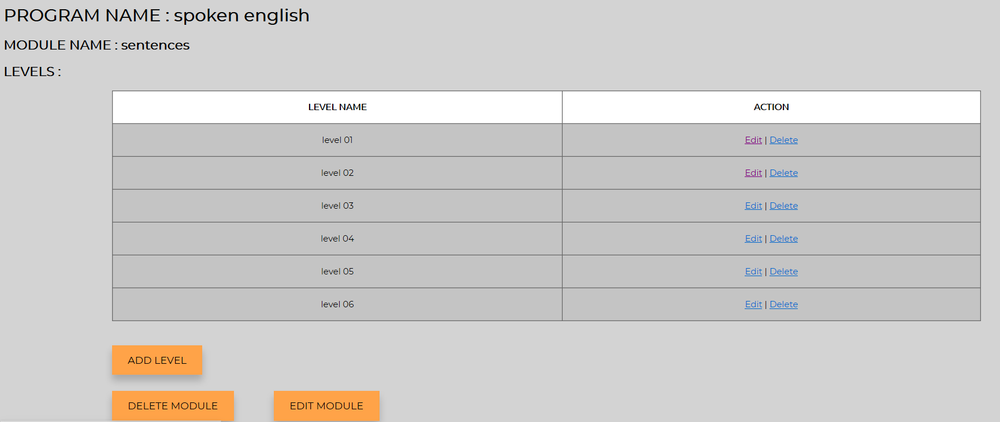 PROGRAM NAME : spoken english
MODULE NAME : sentences
LEVELS :
LEVEL NAME ACTION
level 01 Edit | Delete
level 02 Edit | Delete
level 03 Edit | Delete
level 04 Edit | Delete
level 05 Edit | Delete
level 06 Edit | Delete
ADD LEVEL
DELETE MODULE EDIT MODULE